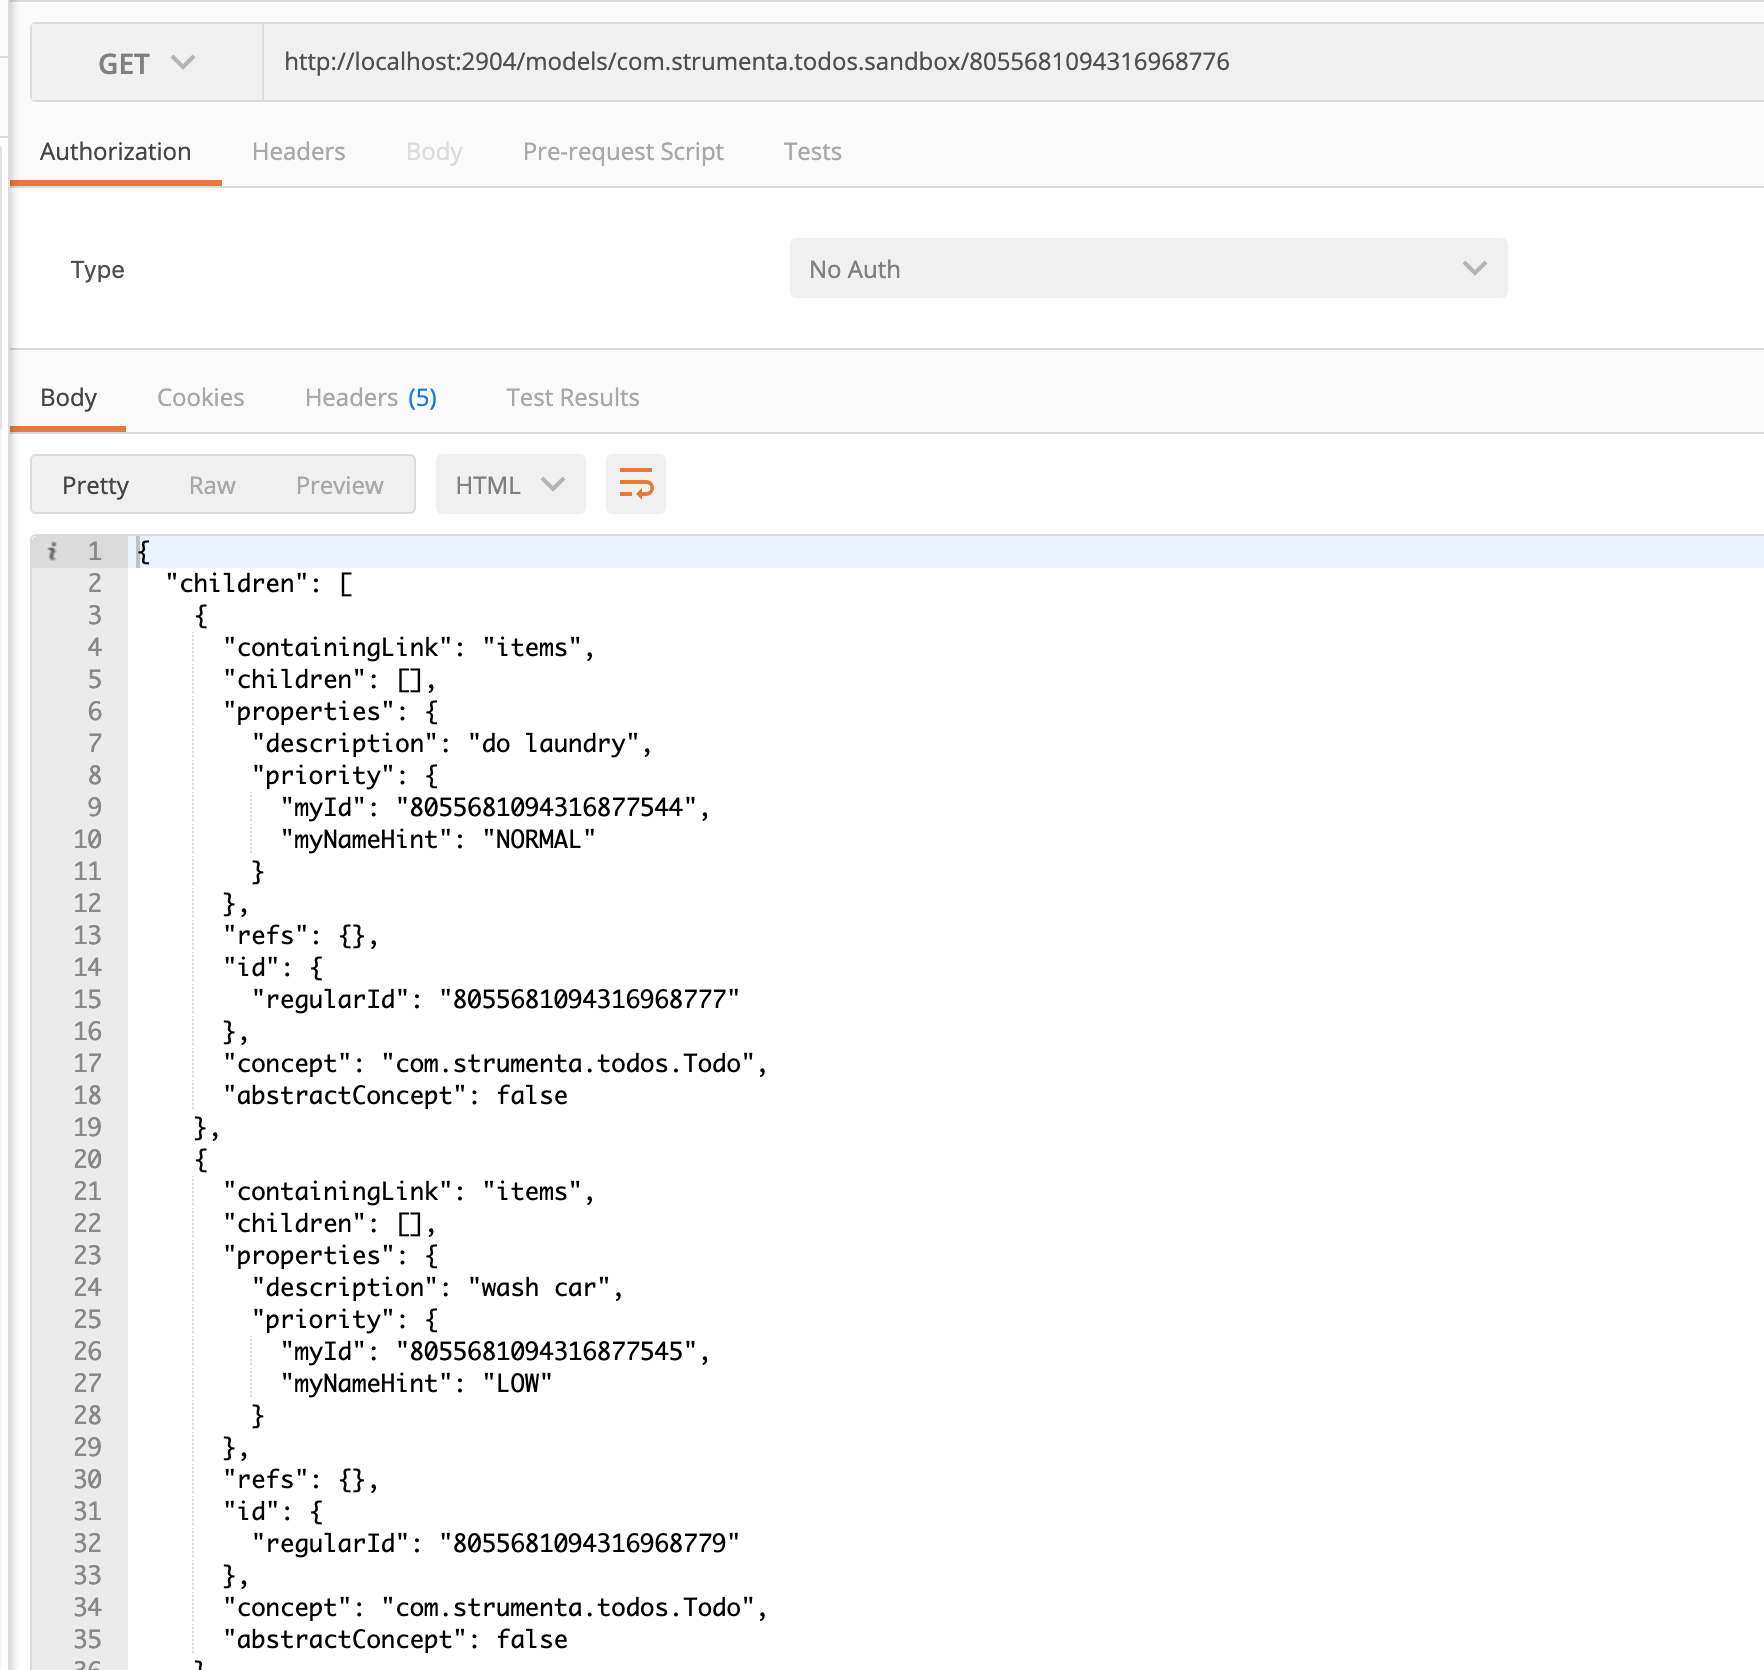 GET http://localhost:2904/models/com.strumenta.todos.sandbox/8055681094316968776
Authorization Headers Body Pre-request Script Tests
Type No Auth
Body Cookies Headers (5) Test Results
Pretty Raw Preview HTML
i 1 {
2 "children": [
3 {
4 "containingLink": "items",
5 "children": [],
6 "properties": {
7 "description": "do laundry",
8 "priority": {
9 "myId": "8055681094316877544",
10 "myNameHint": "NORMAL"
11 }
12 },
13 "refs": {},
14 "id": {
15 "regularId": "8055681094316968777"
16 },
17 "concept": "com.strumenta.todos.Todo",
18 "abstractConcept": false
19 },
20 {
21 "containingLink": "items",
22 "children": [],
23 "properties": {
24 "description": "wash car",
25 "priority": {
26 "myId": "8055681094316877545",
27 "myNameHint": "LOW"
28 }
29 },
30 "refs": {},
31 "id": {
32 "regularId": "8055681094316968779"
33 },
34 "concept": "com.strumenta.todos.Todo",
35 "abstractConcept": false